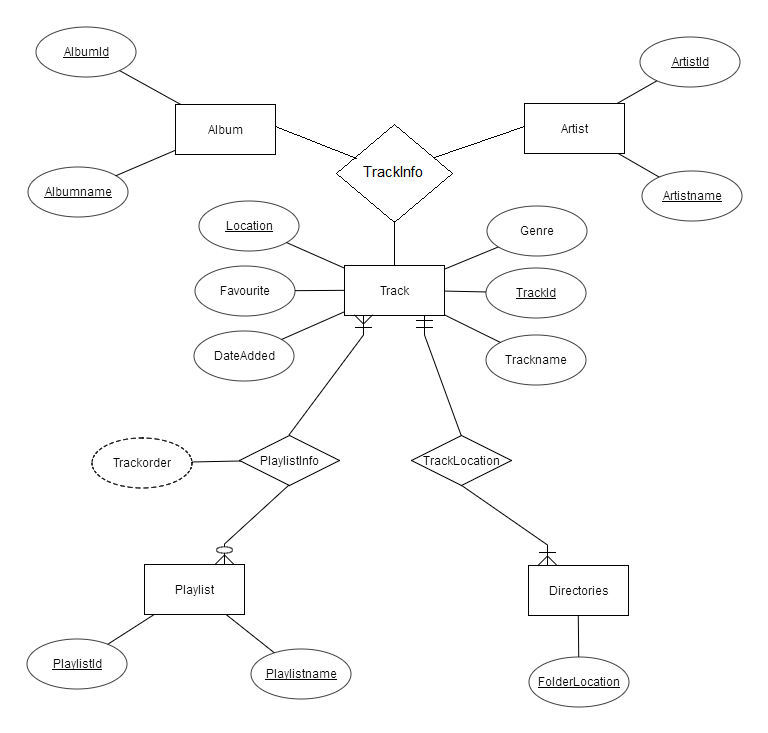 AlbumId
ArtistId
Album
Artist
TrackInfo
Albumname
Artistname
Location
Genre
Favourite
Track
TrackId
DateAdded
Trackname
Trackorder
PlaylistInfo
TrackLocation
Playlist
Directories
PlaylistId
Playlistname
FolderLocation